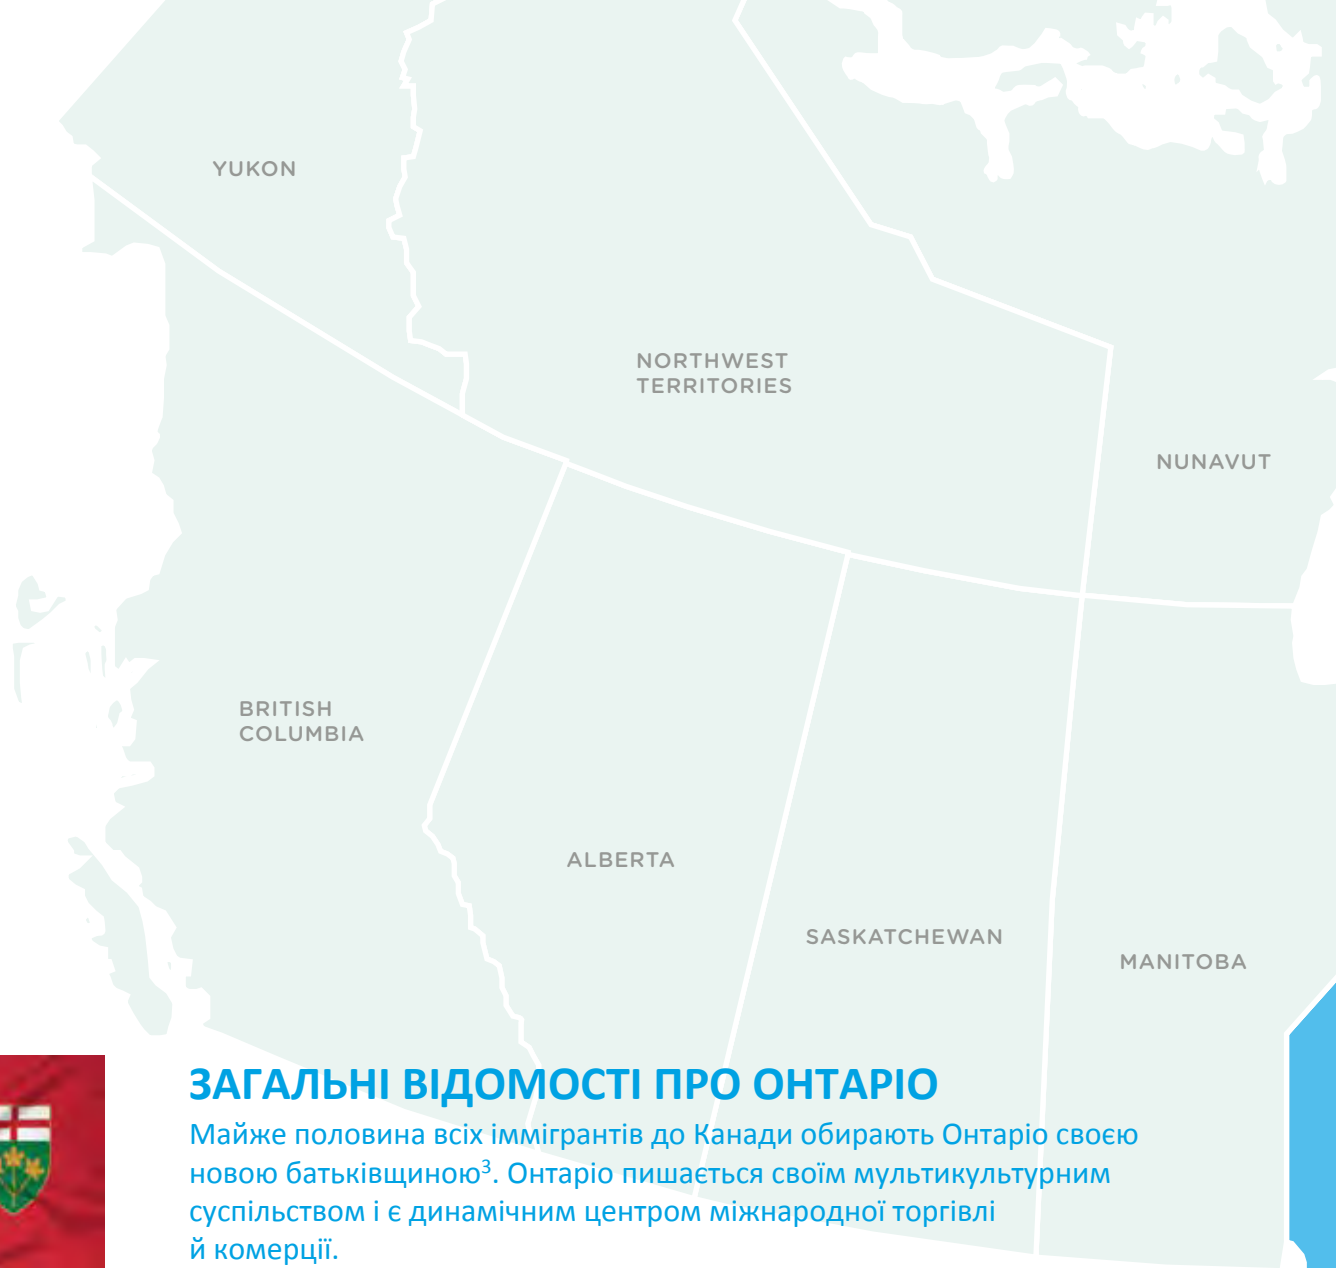 YUKON
NORTHWEST
TERRITORIES
NUNAVUT
BRITISH
COLUMBIA
ALBERTA
SASKATCHEWAN
MANITOBA
ЗАГАЛЬНІ ВІДОМОСТІ ПРО ОНТАРІО
Майже половина всіх іммігрантів до Канади обирають Онтаріо своєю
новою батьківщиною³. Онтаріо пишається своїм мультикультурним
суспільством і є динамічним центром міжнародної торгівлі
й комерції.